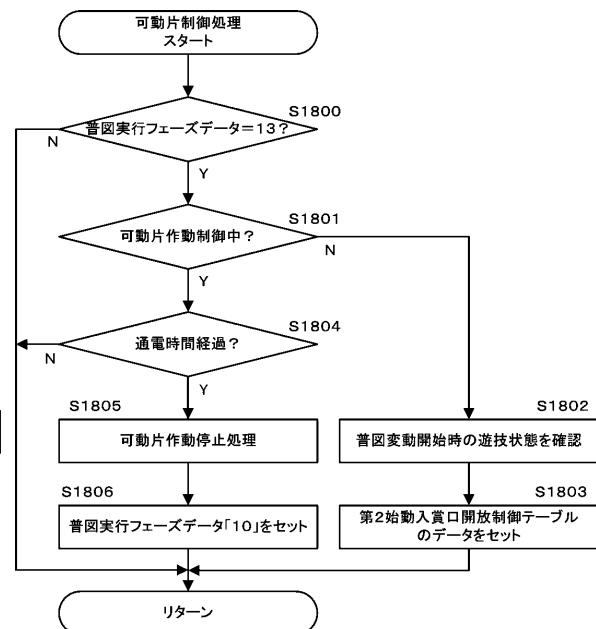 可動片制御処理
スタート
S1800
普図実行フェーズデータ=13?
N
Y
S1801
可動片作動制御中?
N
Y
S1804
通電時間経過?
N
Y
S1805
可動片作動停止処理
S1802
普図変動開始時の遊技状態を確認
S1806
普図実行フェーズデータ「10」をセット
S1803
第2始動入賞口開放制御テーブル
のデータをセット
リターン